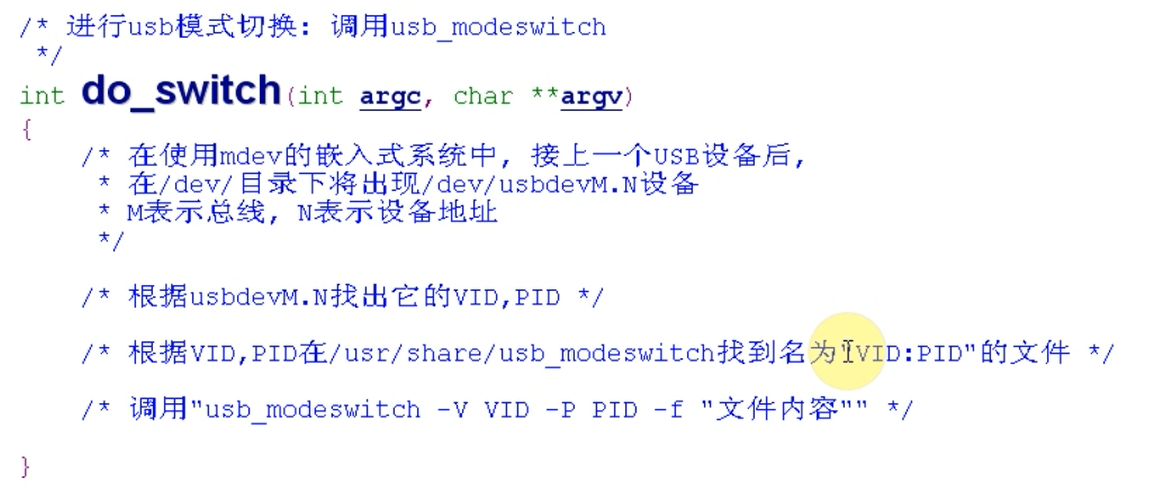 /* 进行usb模式切换: 调用usb_modeswitch
*/
int do_switch(int argc, char **argv)
{
/* 在使用mdev的嵌入式系统中, 接上一个USB设备后,
* 在/dev/目录下将出现/dev/usbdevM.N设备
* M表示总线, N表示设备地址
*/
/* 根据usbdevM.N找出它的VID,PID */
/* 根据VID,PID在/usr/share/usb_modeswitch找到名为"VID:PID"的文件 */
/* 调用"usb_modeswitch -V VID -P PID -f "文件内容"" */
}